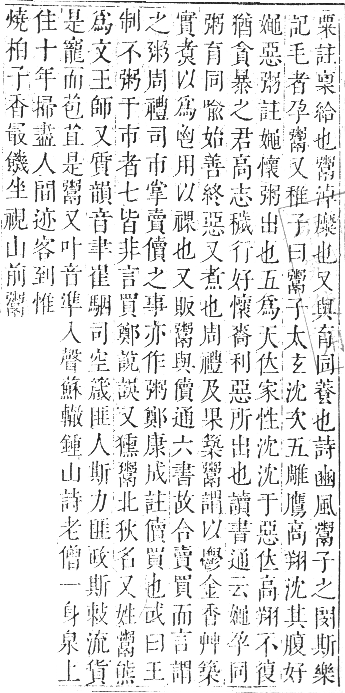 粟註稟給也鬻淖糜也又與育同養也詩豳風鬻子之閔斯樂
記毛者孕鬻又稚子曰鬻子太玄沈次五雕鷹高翔沈其腹好
𡟰惡粥註𡟰懷粥出也五爲天位家性沈沈于惡位高翔不復
猶貪暴之君高志穢行好懷裔利惡所出也讀書通云𡟰孕同
粥育同喩始善終惡又煮也周禮及果築鬻謂以鬱金香艸築
實煑以爲鬯用以祼也又販鬻與儥通六書故合賣買而言謂
之粥周禮司市掌賣儥之事亦作粥鄭康成註儥買也或曰王
制不粥于市者七皆非言買鄭說誤又獯鬻北狄名又姓鬻熊
爲文王師又質韻音聿崔駰司空箴匪人斯力匪政斯敕流貨
是寵而苞苴是鬻又叶音準入聲蘇轍鍾山詩老僧一身泉上
住十年掃盡人間迹客到惟
燒柏子香最饑坐視山前鬻